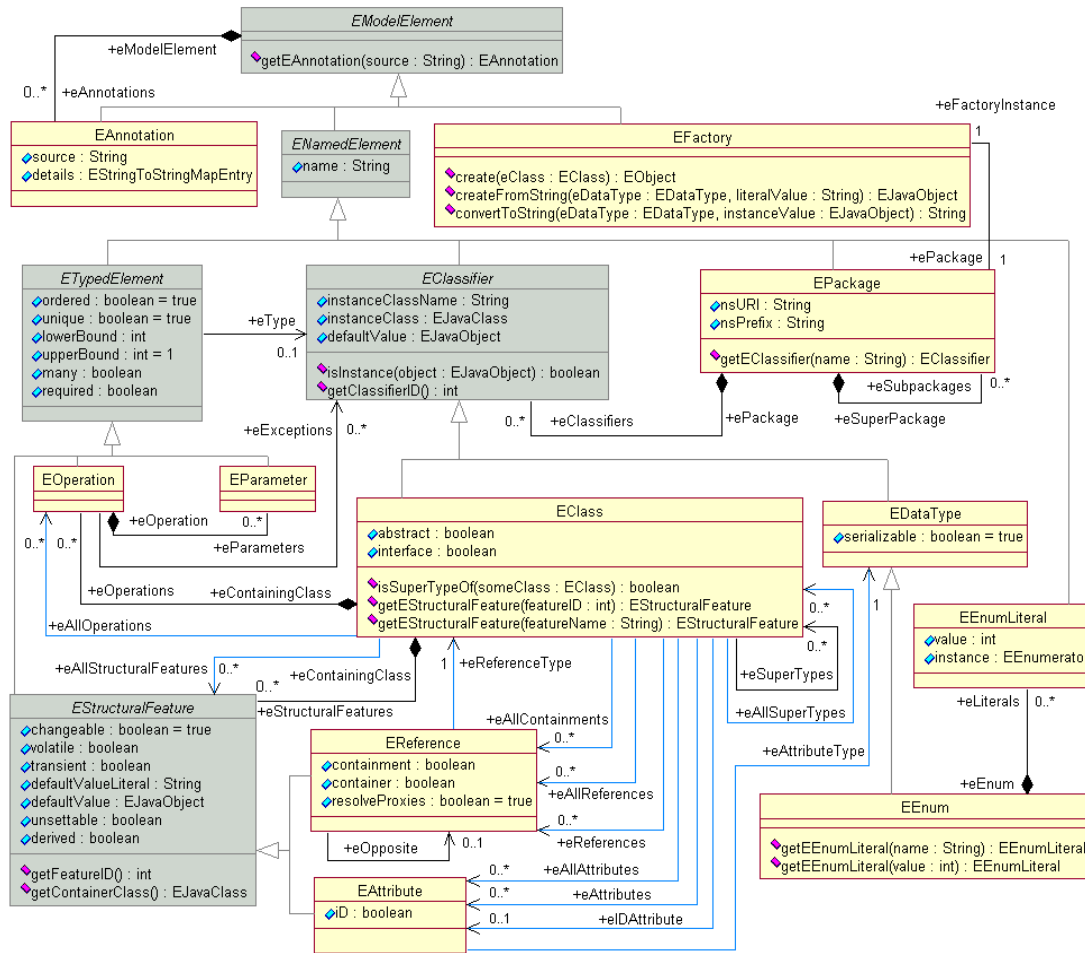 EModelElement
getEAnnotation(source : String) : EAnnotation
+eModelElement
0..*
+eAnnotations
EAnnotation
source : String
details : EStringToStringMapEntry
ENamedElement
name : String
EFactory
create(eClass : EClass) : EObject
createFromString(eDataType : EDataType, literalValue : String) : EJavaObject
convertToString(eDataType : EDataType, instanceValue : EJavaObject) : String
+eFactoryInstance
1
+ePackage
1
ETypedElement
ordered : boolean = true
unique : boolean = true
lowerBound : int
upperBound : int = 1
many : boolean
required : boolean
+eType
0..1
EClassifier
instanceClassName : String
instanceClass : EJavaClass
defaultValue : EJavaObject
isInstance(object : EJavaObject) : boolean
getClassifierID() : int
EPackage
nsURI : String
nsPrefix : String
getEClassifier(name : String) : EClassifier
+eSubpackages
0..*
+eSuperPackage
+ePackage
0..*
+eClassifiers
+eExceptions
0..*
EOperation
EParameter
+eOperation
0..*
+eParameters
0..*
0..*
+eOperations
+eContainingClass
+eAllOperations
EClass
abstract : boolean
interface : boolean
isSuperTypeOf(someClass : EClass) : boolean
getEStructuralFeature(featureID : int) : EStructuralFeature
getEStructuralFeature(featureName : String) : EStructuralFeature
EDataType
serializable : boolean = true
0..*
1
0..*
+eSuperTypes
+eAllSuperTypes
EEnumLiteral
value : int
instance : EEnumerato
+eLiterals
0..*
+eAttributeType
+eEnum
EEnum
getEEnumLiteral(name : String) : EEnumLiteral
getEEnumLiteral(value : int) : EEnumLiteral
+eAllStructuralFeatures
0..*
+eContainingClass
0..*
+eStructuralFeatures
1
+eReferenceType
EStructuralFeature
changeable : boolean = true
volatile : boolean
transient : boolean
defaultValueLiteral : String
defaultValue : EJavaObject
unsettable : boolean
derived : boolean
getFeatureID() : int
getContainerClass() : EJavaClass
EReference
containment : boolean
container : boolean
resolveProxies : boolean = true
+eAllContainments
0..*
0..*
+eAllReferences
0..*
+eReferences
0..1
+eOpposite
EAttribute
iD : boolean
0..*
+eAllAttributes
0..*
+eAttributes
0..1
+eIDAttribute